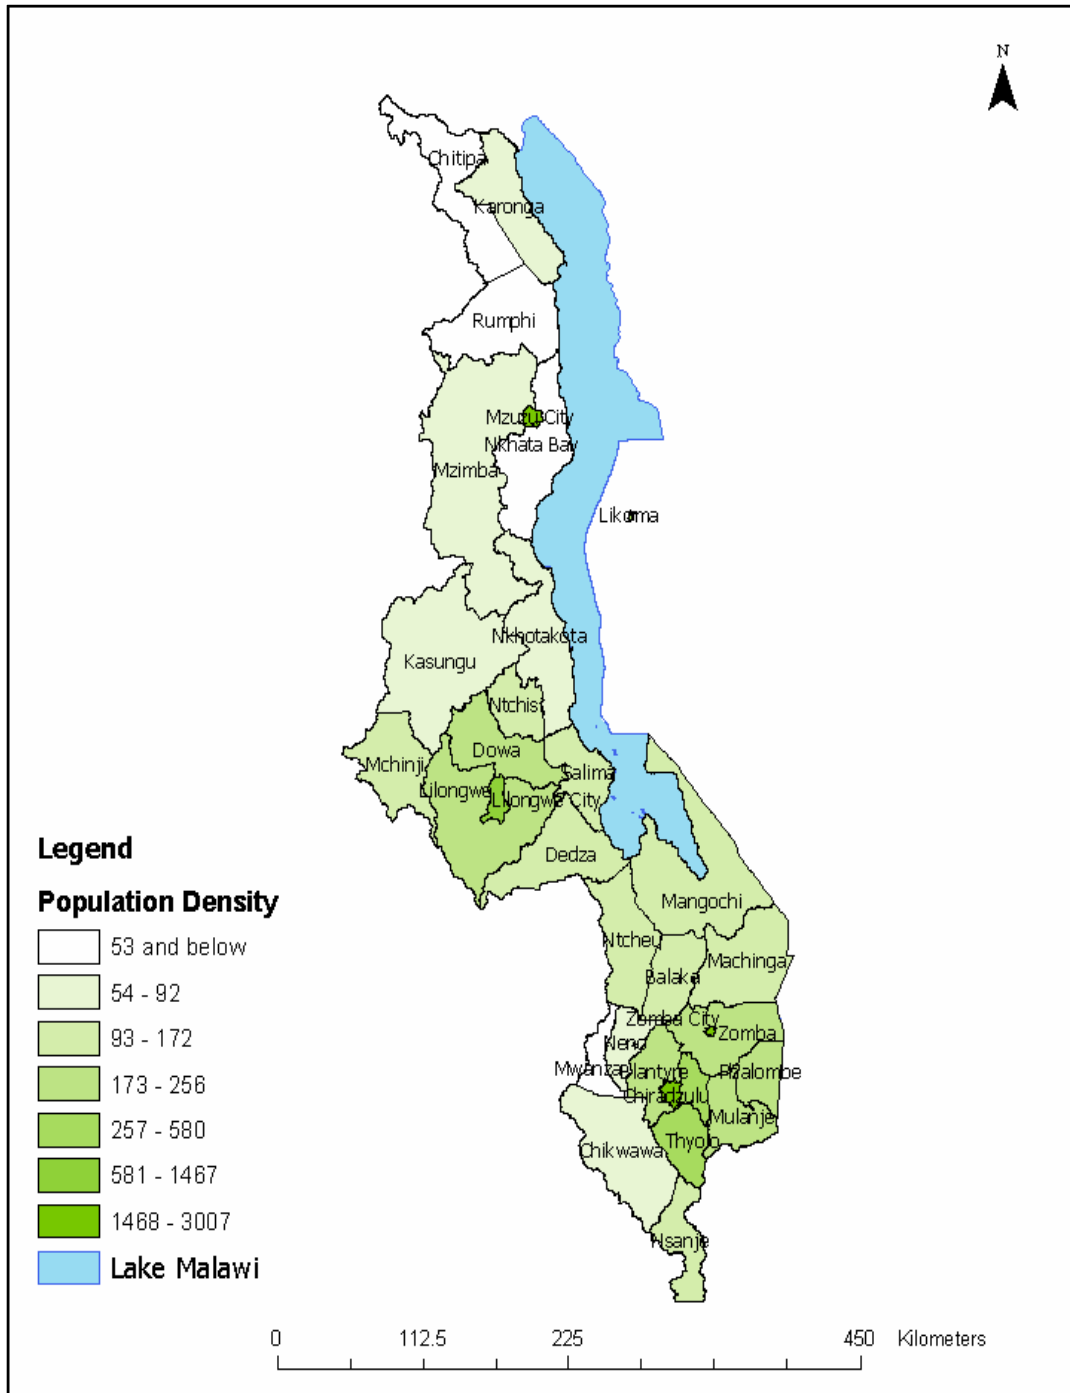 N
Chitipa
Karonga
Rumphi
Mzuzu City
Nkhata Bay
Mzimba
Likoma
Nkhotakota
Kasungu
Ntchisi
Dowa
Mchinji
Salima
Lilongwe
Lilongwe City
Dedza
Mangochi
Ntcheu
Machinga
Balaka
Zomba City
Zomba
Neno
Mwanza
Blantyre
Phalombe
Chiradzulu
Mulanje
Thyolo
Chikwawa
Nsanje
Legend
Population Density
53 and below
54 - 92
93 - 172
173 - 256
257 - 580
581 - 1467
1468 - 3007
Lake Malawi
0 112.5 225 450 Kilometers